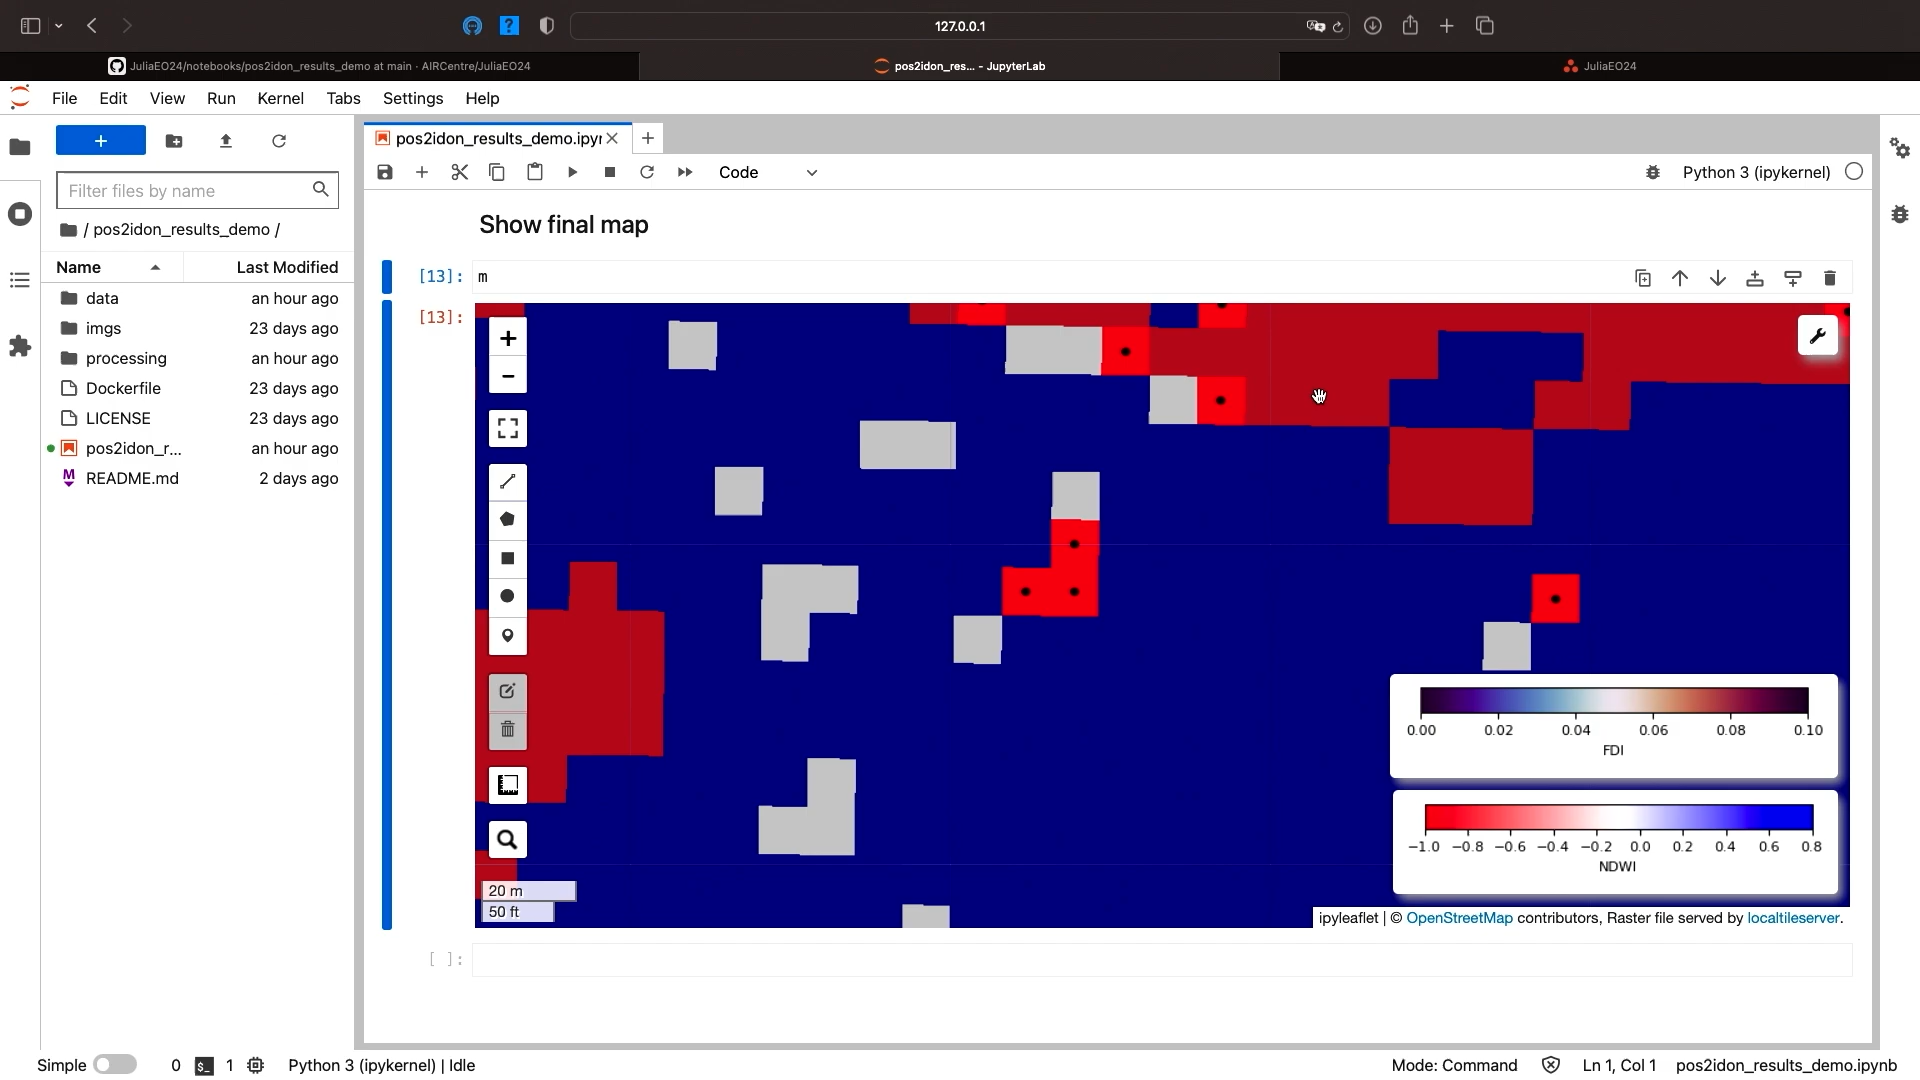 127.0.0.1
JuliaEO24/notebooks/pos2idon_results_demo at main · AIRCentre/JuliaEO24
pos2idon_res... - JupyterLab
JuliaEO24
File Edit View Run Kernel Tabs Settings Help
+
pos2idon_results_demo.ipyr
Filter files by name
Code
Python 3 (ipykernel)
/ pos2idon_results_demo /
Name Last Modified
data an hour ago
imgs 23 days ago
processing an hour ago
Dockerfile 23 days ago
LICENSE 23 days ago
pos2idon_r... an hour ago
README.md 2 days ago
Show final map
[13]: m
[13]:
+
−
0.00 0.02 0.04 0.06 0.08 0.10
FDI
−1.0 −0.8 −0.6 −0.4 −0.2 0.0 0.2 0.4 0.6 0.8
NDWI
20 m
50 ft
ipyleaflet | © OpenStreetMap contributors, Raster file served by localtileserver.
[ ]:
Simple 0 $_ 1 Python 3 (ipykernel) | Idle
Mode: Command Ln 1, Col 1 pos2idon_results_demo.ipynb